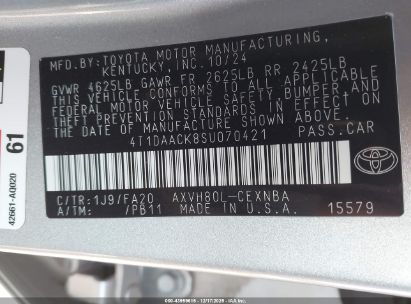 MFD.BY:TOYOTA MOTOR MANUFACTURING,
KENTUCKY, INC. 10/24
GVWR 4625LB GAWR FR 2625LB RR 2425LB
THIS VEHICLE CONFORMS TO ALL APPLICABLE
FEDERAL MOTOR VEHICLE SAFETY, BUMPER AND
THEFT PREVENTION STANDARDS IN EFFECT
ON THE DATE OF MANUFACTURE SHOWN ABOVE.
4T1DAACK8SU070421 PASS.CAR
TOYOTA
C/TR:1J9/FA20 AXVH80L-CEXNBA
A/TM: /PB11 MADE IN U.S.A. 15579
61
42661-A0020